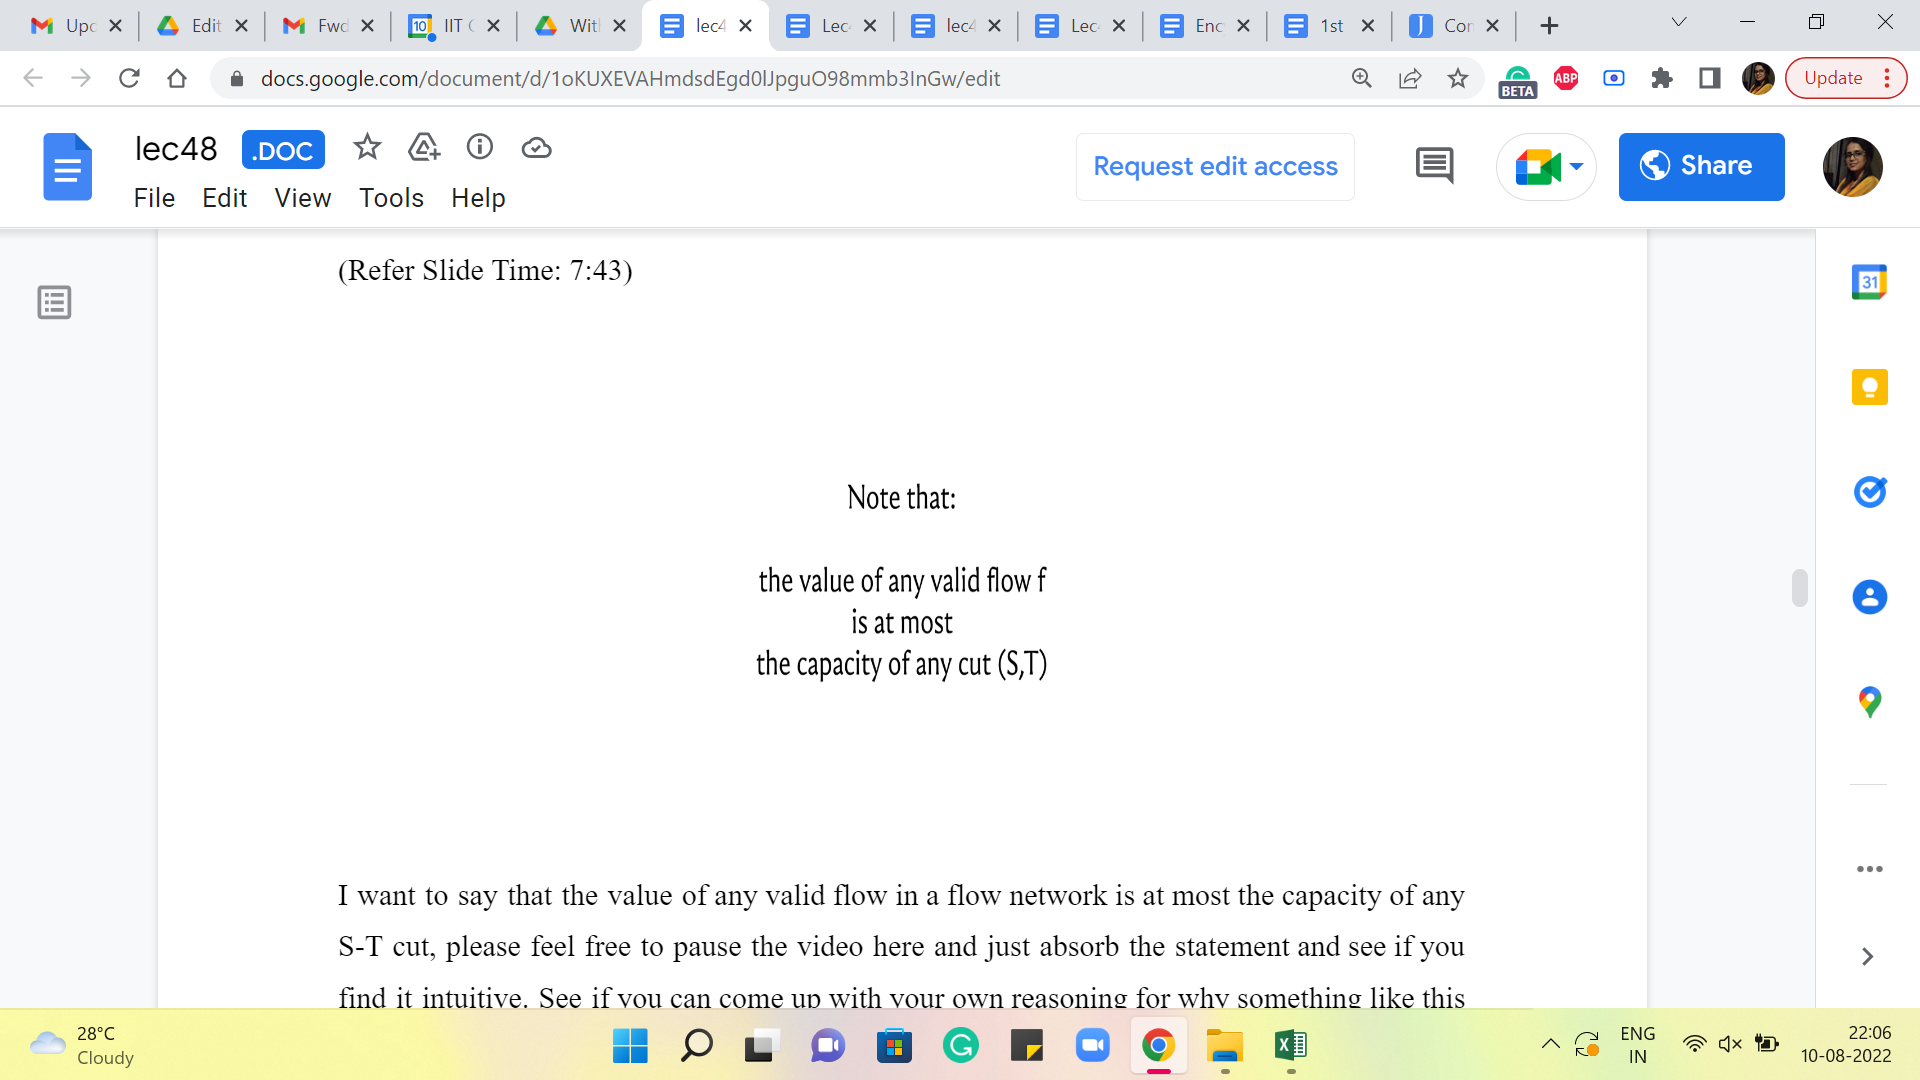 Upc
Edit
Fwd
10
IIT
Wit
lec4
Lec
lec4
Lec
Enc
1st
Cor
docs.google.com/document/d/1oKUXEVAHmdsdEgd0lJpguO98mmb3InGw/edit
BETA
ABP
Update
lec48
.DOC
File Edit View Tools Help
Request edit access
Share
31
(Refer Slide Time: 7:43)
Note that:
the value of any valid flow f
is at most
the capacity of any cut (S,T)
I want to say that the value of any valid flow in a flow network is at most the capacity of any
S-T cut, please feel free to pause the video here and just absorb the statement and see if you
find it intuitive. See if you can come up with your own reasoning for why something like this
28°C
Cloudy
ENG
IN
22:06
10-08-2022